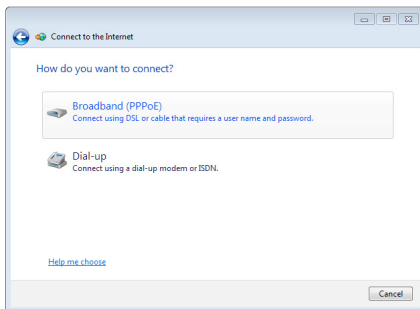 Connect to the Internet
How do you want to connect?
Broadband (PPPoE)
Connect using DSL or cable that requires a user name and password.
Dial-up
Connect using a dial-up modem or ISDN.
Help me choose
Cancel